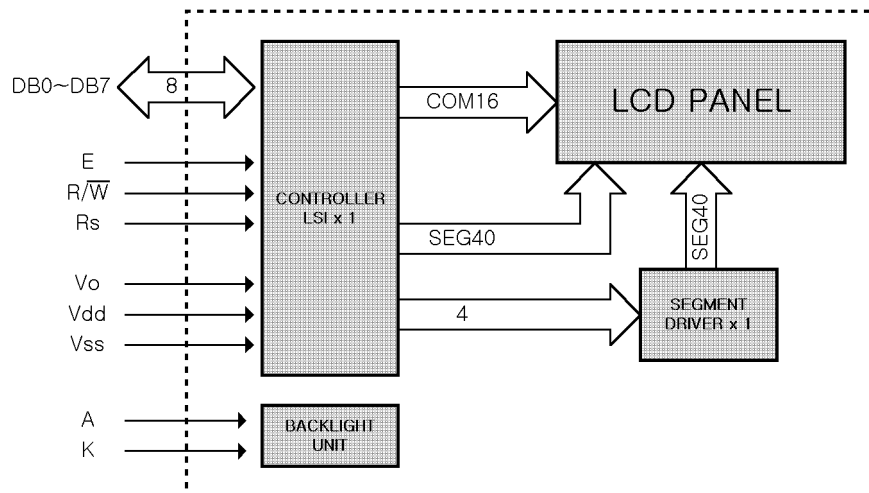 DB0~DB7
8
COM16
LCD PANEL
E
R/W̅
Rs
CONTROLLER
LSI x 1
SEG40
SEG40
Vo
Vdd
Vss
4
SEGMENT
DRIVER x 1
A
K
BACKLIGHT
UNIT